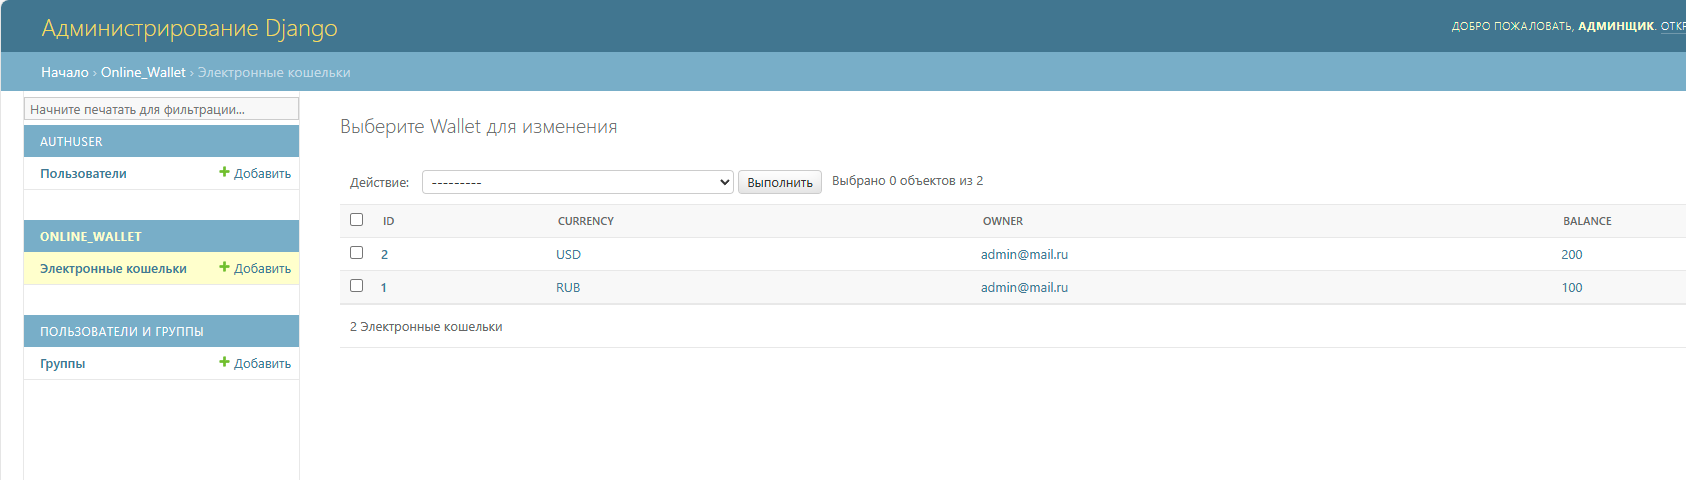 Администрирование Django
ДОБРО ПОЖАЛОВАТЬ, АДМИНЩИК. ОТКР
Начало › Online_Wallet › Электронные кошельки
Начните печатать для фильтрации...
AUTHUSER
Пользователи Добавить
ONLINE_WALLET
Электронные кошельки Добавить
ПОЛЬЗОВАТЕЛИ И ГРУППЫ
Группы Добавить
Выберите Wallet для изменения
Действие: --------- Выполнить Выбрано 0 объектов из 2
ID CURRENCY OWNER BALANCE
2 USD admin@mail.ru 200
1 RUB admin@mail.ru 100
2 Электронные кошельки